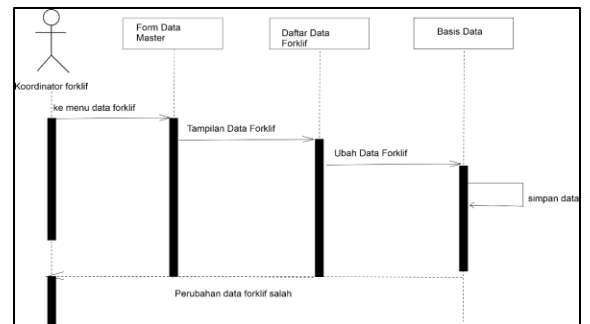 Form Data
Master
Daftar Data
Forklif
Basis Data
Koordinator forklif
ke menu data forklif
Tampilan Data Forklif
Ubah Data Forklif
simpan data
Perubahan data forklif salah